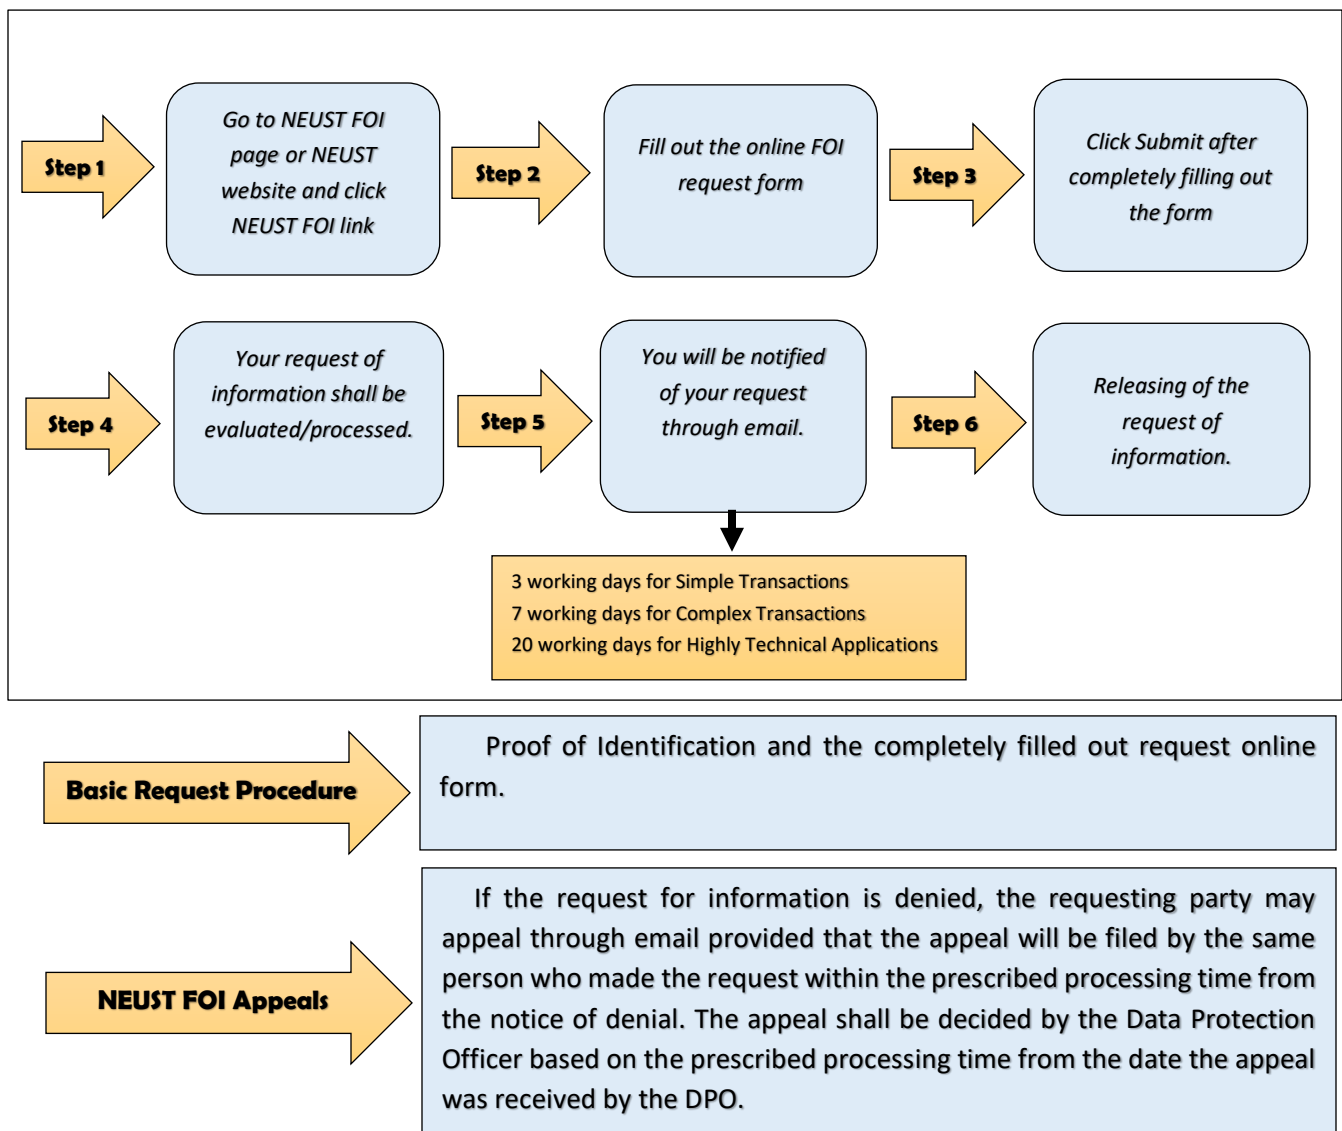 Step 1
Go to NEUST FOI
page or NEUST
website and click
NEUST FOI link
Step 2
Fill out the online FOI
request form
Step 3
Click Submit after
completely filling out
the form
Step 4
Your request of
information shall be
evaluated/processed.
Step 5
You will be notified
of your request
through email.
Step 6
Releasing of the
request of
information.
3 working days for Simple Transactions
7 working days for Complex Transactions
20 working days for Highly Technical Applications
Basic Request Procedure
Proof of Identification and the completely filled out request online
form.
NEUST FOI Appeals
If the request for information is denied, the requesting party may
appeal through email provided that the appeal will be filed by the same
person who made the request within the prescribed processing time from
the notice of denial. The appeal shall be decided by the Data Protection
Officer based on the prescribed processing time from the date the appeal
was received by the DPO.